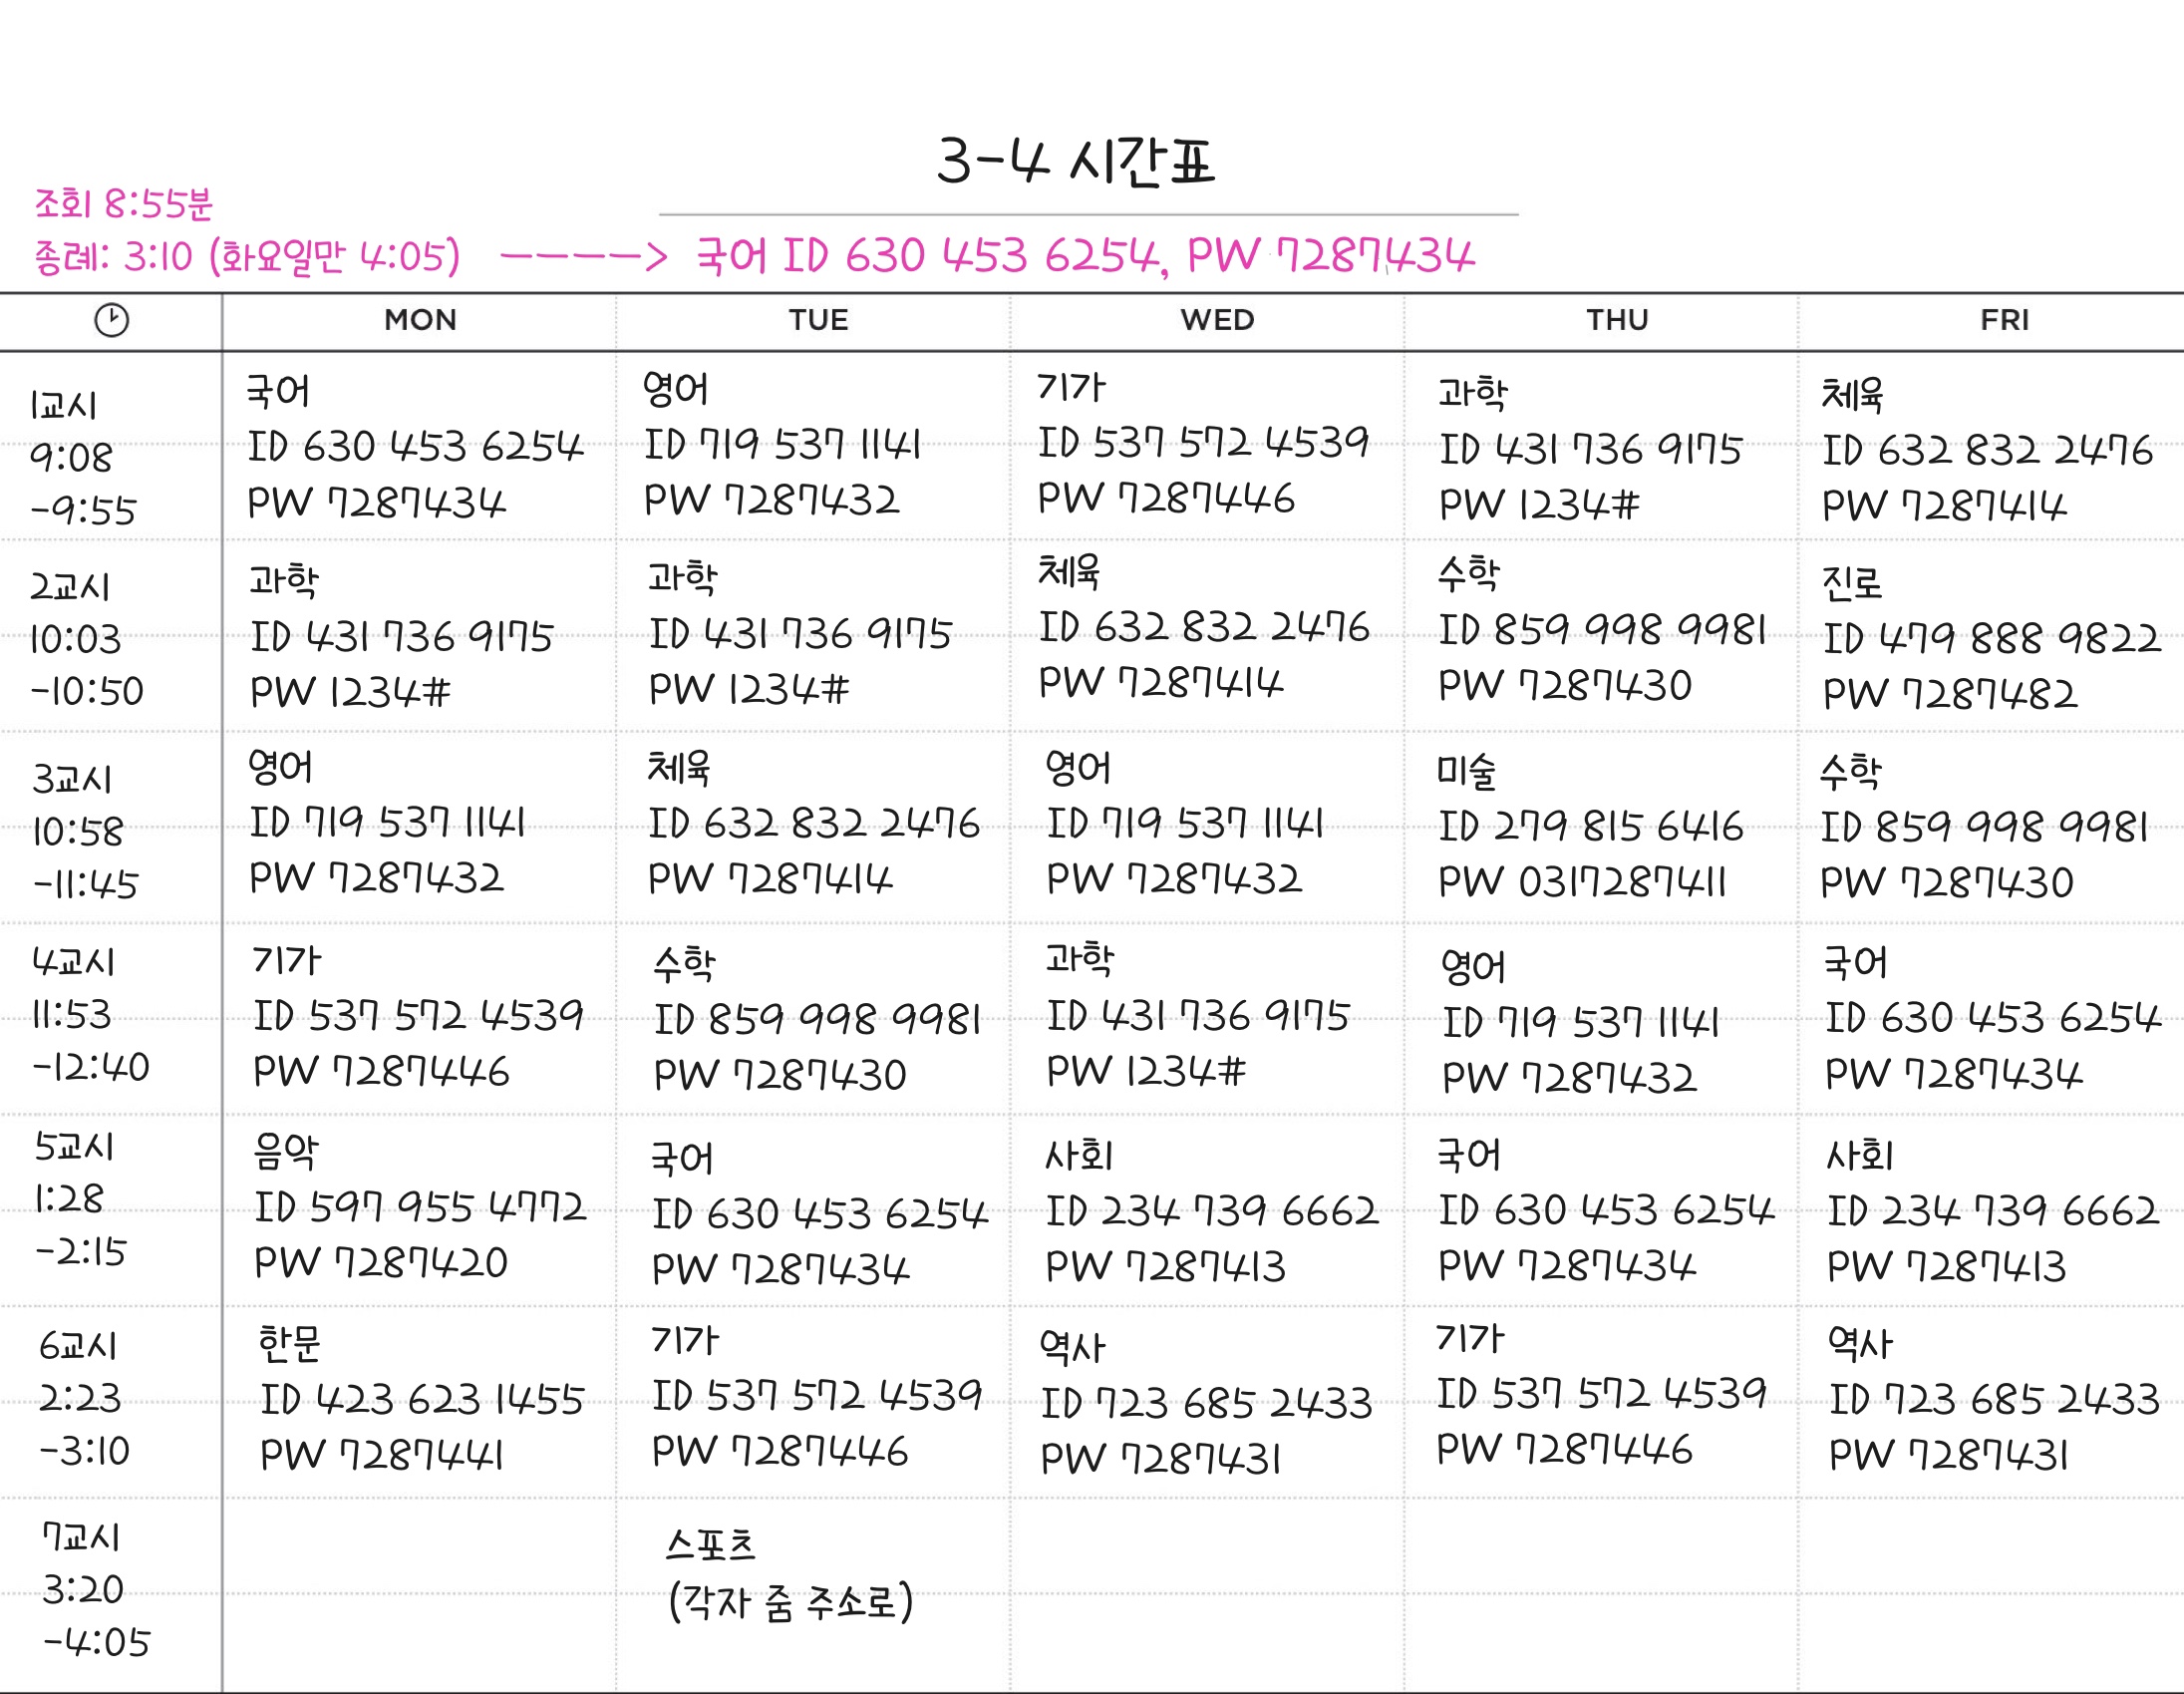 3-4 시간표
조회 8:55분
종례: 3:10 (화요일만 4:05) ----> 국어 ID 630 453 6254, PW 7287434
MON TUE WED THU FRI
1교시
9:08
-9:55
국어
ID 630 453 6254
PW 7287434
영어
ID 719 537 1141
PW 7287432
기가
ID 537 572 4539
PW 7287446
과학
ID 431 736 9175
PW 1234#
체육
ID 632 832 2476
PW 7287414
2교시
10:03
-10:50
과학
ID 431 736 9175
PW 1234#
과학
ID 431 736 9175
PW 1234#
체육
ID 632 832 2476
PW 7287414
수학
ID 859 998 9981
PW 7287430
진로
ID 479 888 9822
PW 7287482
3교시
10:58
-11:45
영어
ID 719 537 1141
PW 7287432
체육
ID 632 832 2476
PW 7287414
영어
ID 719 537 1141
PW 7287432
미술
ID 279 815 6416
PW 0317287411
수학
ID 859 998 9981
PW 7287430
4교시
11:53
-12:40
기가
ID 537 572 4539
PW 7287446
수학
ID 859 998 9981
PW 7287430
과학
ID 431 736 9175
PW 1234#
영어
ID 719 537 1141
PW 7287432
국어
ID 630 453 6254
PW 7287434
5교시
1:28
-2:15
음악
ID 597 955 4772
PW 7287420
국어
ID 630 453 6254
PW 7287434
사회
ID 234 739 6662
PW 7287413
국어
ID 630 453 6254
PW 7287434
사회
ID 234 739 6662
PW 7287413
6교시
2:23
-3:10
한문
ID 423 623 1455
PW 7287441
기가
ID 537 572 4539
PW 7287446
역사
ID 723 685 2433
PW 7287431
기가
ID 537 572 4539
PW 7287446
역사
ID 723 685 2433
PW 7287431
7교시
3:20
-4:05
스포츠
(각자 줌 주소로)